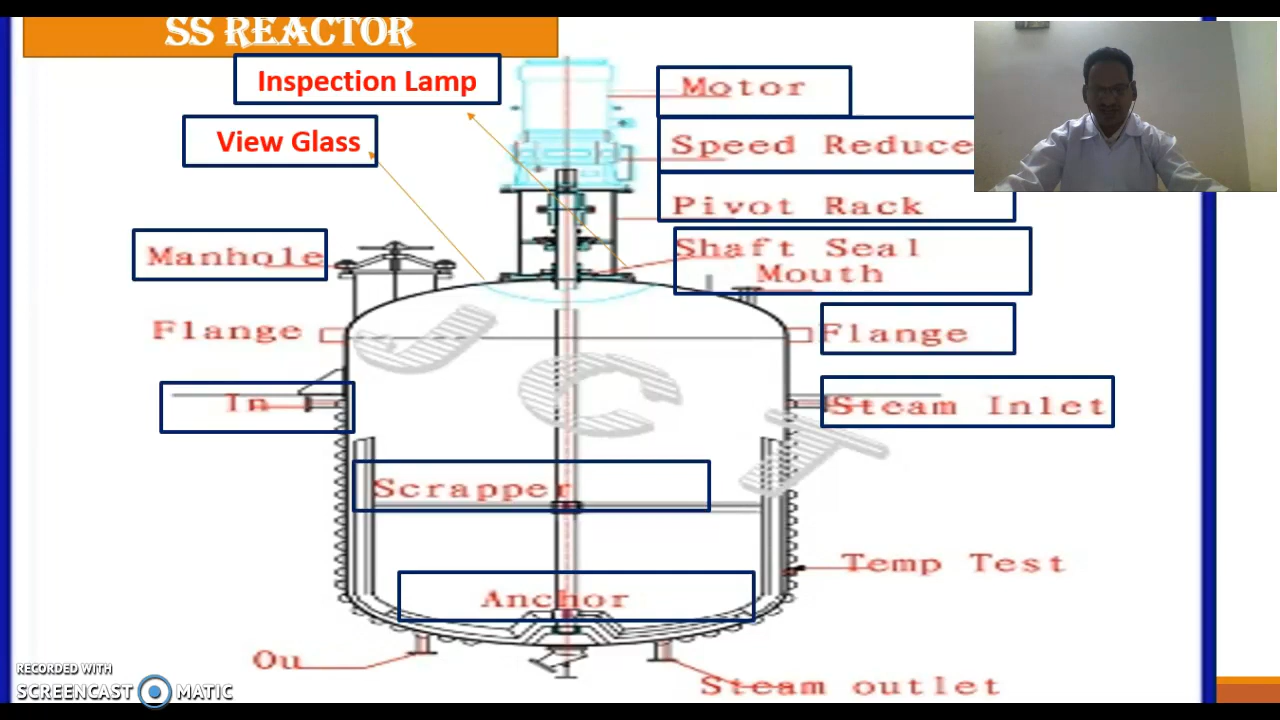 SS REACTOR
Inspection Lamp
Motor
View Glass
Speed Reduce
Pivot Rack
Manhole
Shaft Seal
Mouth
Flange
Flange
In
Steam Inlet
Scrapper
Temp Test
Anchor
Ou
Steam outlet
RECORDED WITH
SCREENCAST MATIC
J C T